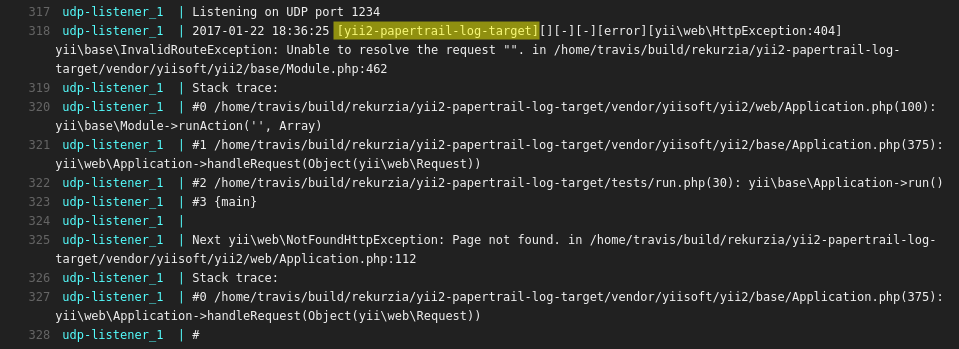 317 udp-listener_1 | Listening on UDP port 1234
318 udp-listener_1 | 2017-01-22 18:36:25 [yii2-papertrail-log-target][][-][-][error][yii\web\HttpException:404]
yii\base\InvalidRouteException: Unable to resolve the request "". in /home/travis/build/rekurzia/yii2-papertrail-log-
target/vendor/yiisoft/yii2/base/Module.php:462
319 udp-listener_1 | Stack trace:
320 udp-listener_1 | #0 /home/travis/build/rekurzia/yii2-papertrail-log-target/vendor/yiisoft/yii2/web/Application.php(100):
yii\base\Module->runAction('', Array)
321 udp-listener_1 | #1 /home/travis/build/rekurzia/yii2-papertrail-log-target/vendor/yiisoft/yii2/base/Application.php(375):
yii\web\Application->handleRequest(Object(yii\web\Request))
322 udp-listener_1 | #2 /home/travis/build/rekurzia/yii2-papertrail-log-target/tests/run.php(30): yii\base\Application->run()
323 udp-listener_1 | #3 {main}
324 udp-listener_1 |
325 udp-listener_1 | Next yii\web\NotFoundHttpException: Page not found. in /home/travis/build/rekurzia/yii2-papertrail-log-
target/vendor/yiisoft/yii2/web/Application.php:112
326 udp-listener_1 | Stack trace:
327 udp-listener_1 | #0 /home/travis/build/rekurzia/yii2-papertrail-log-target/vendor/yiisoft/yii2/base/Application.php(375):
yii\web\Application->handleRequest(Object(yii\web\Request))
328 udp-listener_1 | #